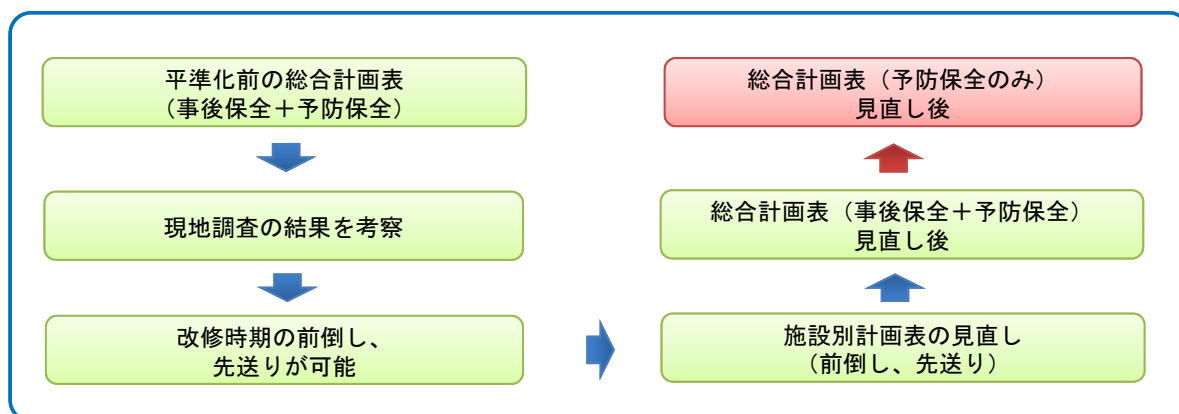 平準化前の総合計画表
（事後保全＋予防保全）
現地調査の結果を考察
改修時期の前倒し、
先送りが可能
施設別計画表の見直し
（前倒し、先送り）
総合計画表（事後保全＋予防保全）
見直し後
総合計画表（予防保全のみ）
見直し後